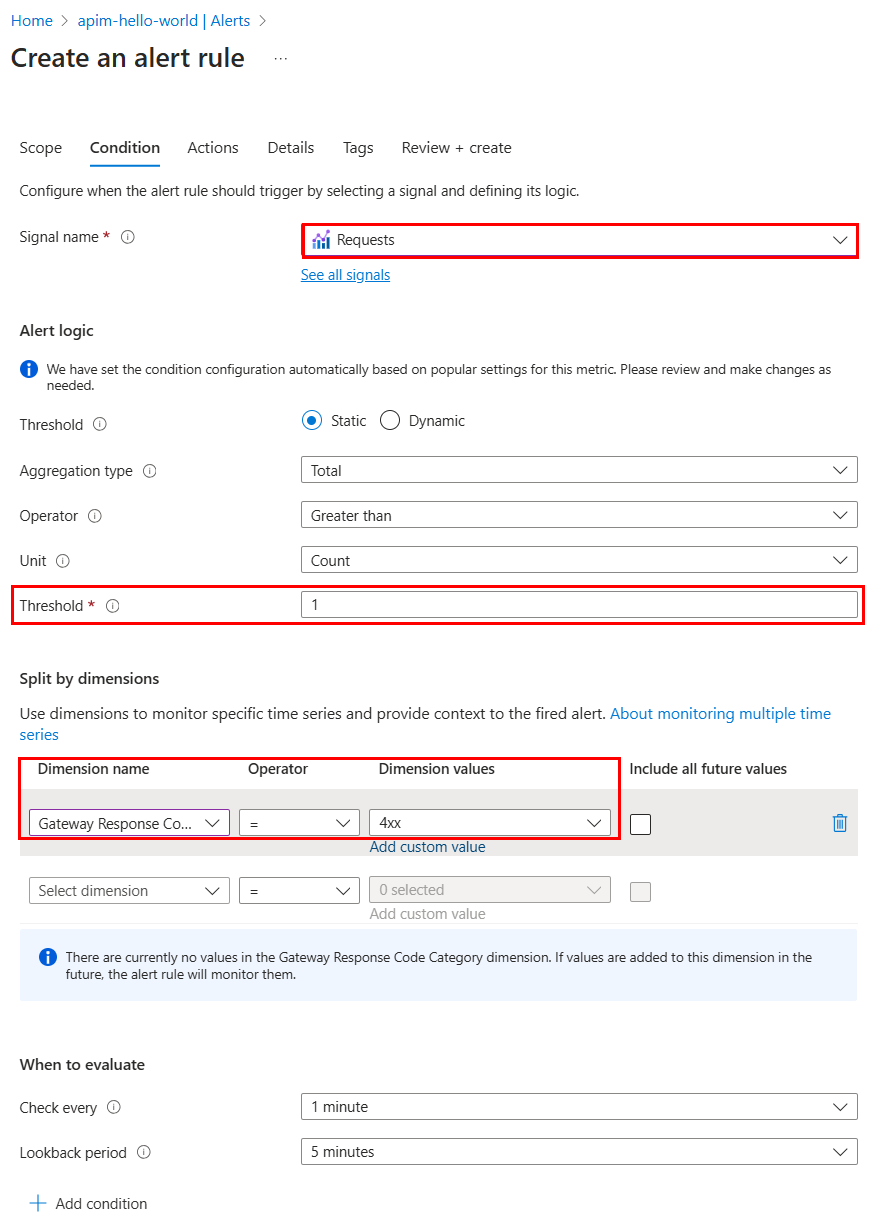 Home > apim-hello-world | Alerts >
Create an alert rule ...
Scope Condition Actions Details Tags Review + create
Configure when the alert rule should trigger by selecting a signal and defining its logic.
Signal name * Requests
See all signals
Alert logic
We have set the condition configuration automatically based on popular settings for this metric. Please review and make changes as
needed.
Threshold Static Dynamic
Aggregation type Total
Operator Greater than
Unit Count
Threshold * 1
Split by dimensions
Use dimensions to monitor specific time series and provide context to the fired alert. About monitoring multiple time
series
Dimension name Operator Dimension values Include all future values
Gateway Response Co... = 4xx
Add custom value
Select dimension = 0 selected
Add custom value
There are currently no values in the Gateway Response Code Category dimension. If values are added to this dimension in the
future, the alert rule will monitor them.
When to evaluate
Check every 1 minute
Lookback period 5 minutes
+ Add condition